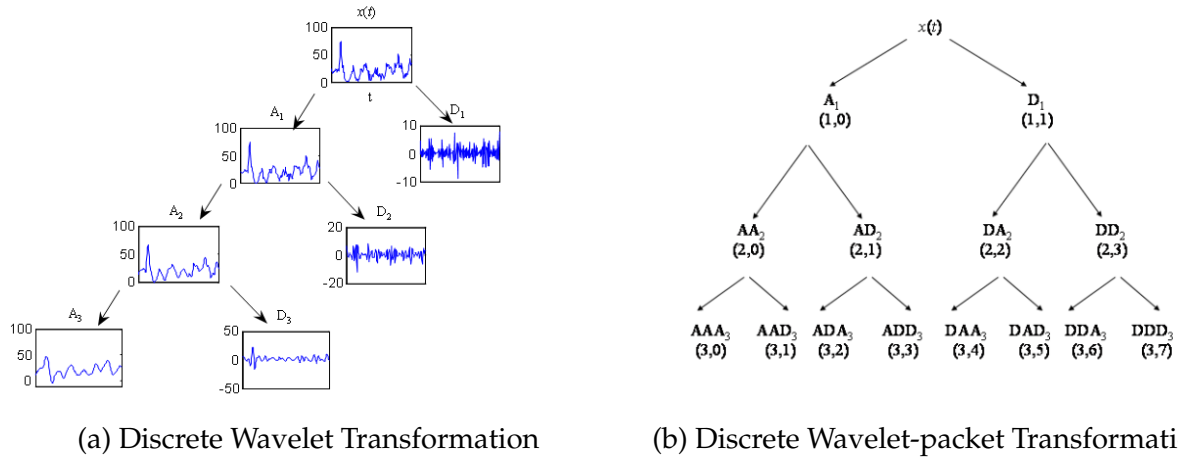 x(t)
100
50
0
t
A₁
100
50
0
D₁
10
0
-10
A₂
100
50
0
D₂
20
0
-20
A₃
100
50
0
D₃
50
0
-50
(a) Discrete Wavelet Transformation
x(t)
A₁ D₁
(1,0) (1,1)
AA₂ AD₂ DA₂ DD₂
(2,0) (2,1) (2,2) (2,3)
AAA₃ AAD₃ ADA₃ ADD₃ DAA₃ DAD₃ DDA₃ DDD₃
(3,0) (3,1) (3,2) (3,3) (3,4) (3,5) (3,6) (3,7)
(b) Discrete Wavelet-packet Transformati